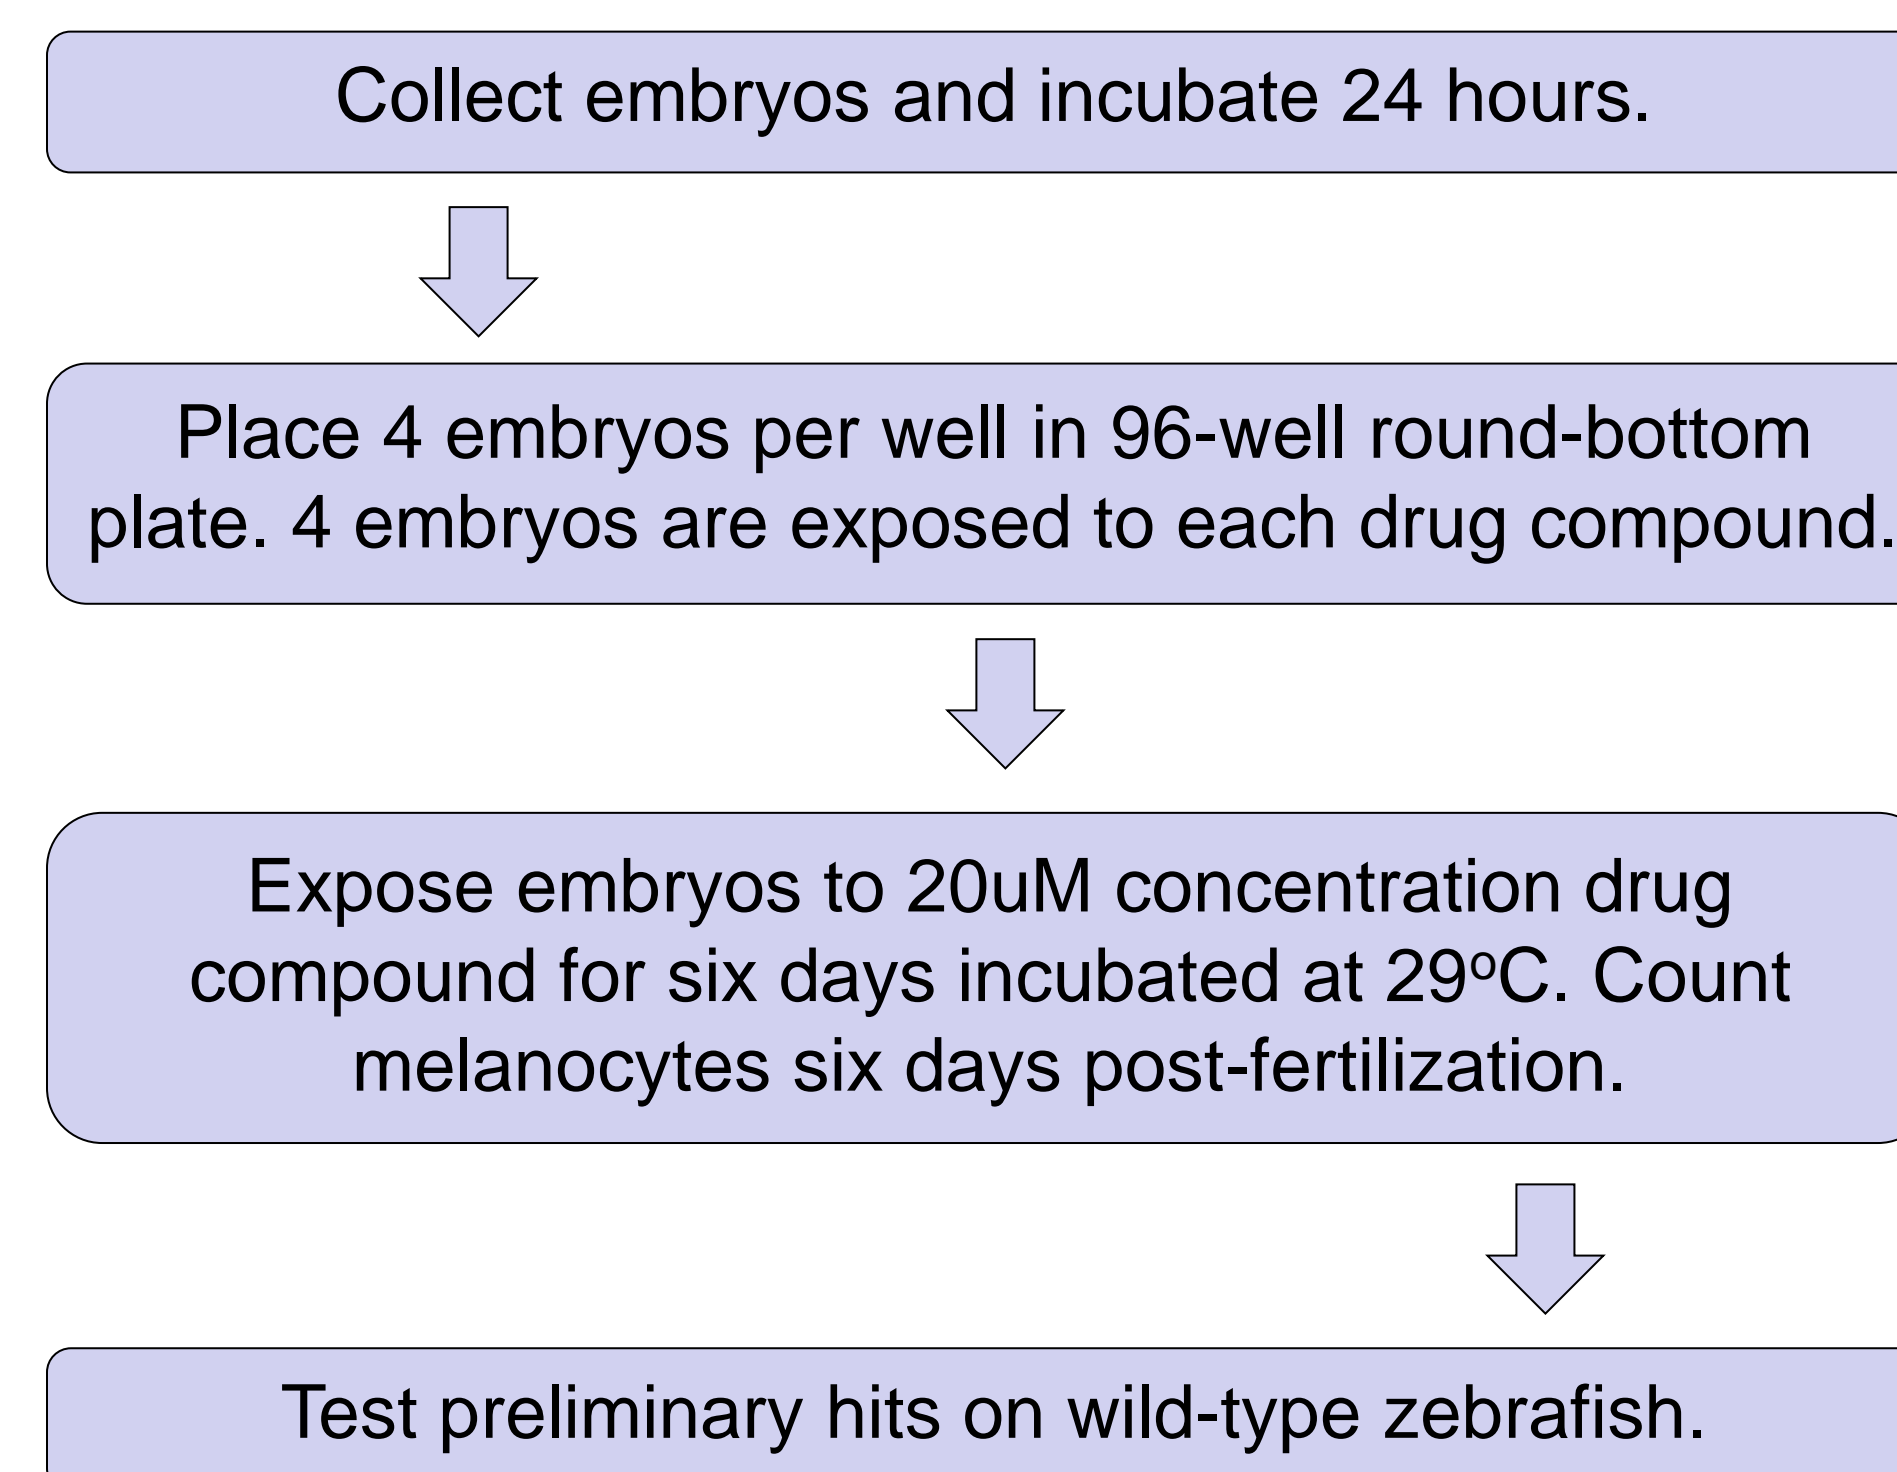 Collect embryos and incubate 24 hours.
Place 4 embryos per well in 96-well round-bottom
plate. 4 embryos are exposed to each drug compound.
Expose embryos to 20uM concentration drug
compound for six days incubated at 29ºC. Count
melanocytes six days post-fertilization.
Test preliminary hits on wild-type zebrafish.